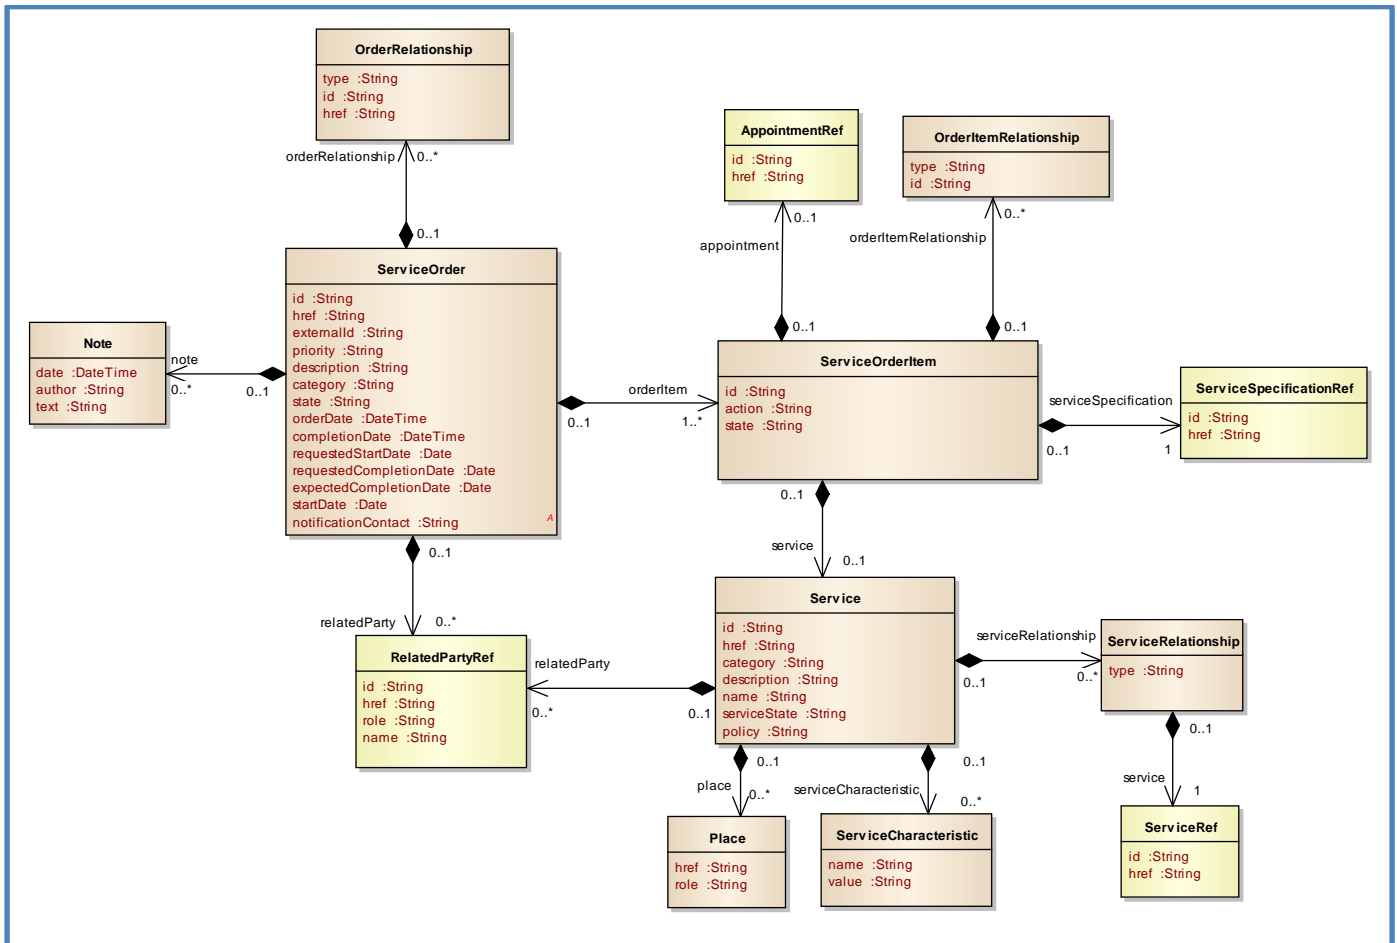 OrderRelationship
type :String
id :String
href :String
orderRelationship
0..*
0..1
AppointmentRef
id :String
href :String
0..1
appointment
0..1
OrderItemRelationship
type :String
id :String
0..*
orderItemRelationship
0..1
ServiceOrder
id :String
href :String
externalId :String
priority :String
description :String
category :String
state :String
orderDate :DateTime
completionDate :DateTime
requestedStartDate :Date
requestedCompletionDate :Date
expectedCompletionDate :Date
startDate :Date
notificationContact :String
A
Note
date :DateTime
author :String
text :String
note
0..*
0..1
orderItem
0..1
1..*
ServiceOrderItem
id :String
action :String
state :String
serviceSpecification
0..1
1
ServiceSpecificationRef
id :String
href :String
0..1
service
0..1
0..1
relatedParty
0..*
RelatedPartyRef
id :String
href :String
role :String
name :String
relatedParty
0..*
0..1
Service
id :String
href :String
category :String
description :String
name :String
serviceState :String
policy :String
serviceRelationship
0..1
0..*
ServiceRelationship
type :String
0..1
service
1
ServiceRef
id :String
href :String
0..1
place
0..*
Place
href :String
role :String
0..1
serviceCharacteristic
0..*
ServiceCharacteristic
name :String
value :String